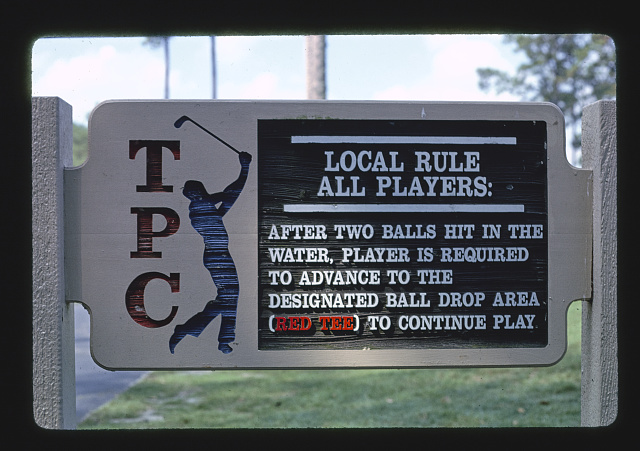 TPC
LOCAL RULE
ALL PLAYERS:
AFTER TWO BALLS HIT IN THE
WATER, PLAYER IS REQUIRED
TO ADVANCE TO THE
DESIGNATED BALL DROP AREA
(RED TEE) TO CONTINUE PLAY